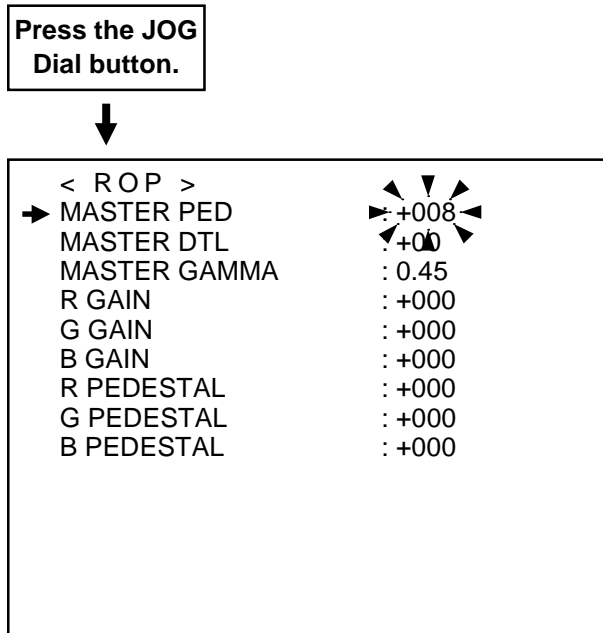 Press the JOG
Dial button.
< ROP >
MASTER PED : +008
MASTER DTL : +00
MASTER GAMMA : 0.45
R GAIN : +000
G GAIN : +000
B GAIN : +000
R PEDESTAL : +000
G PEDESTAL : +000
B PEDESTAL : +000